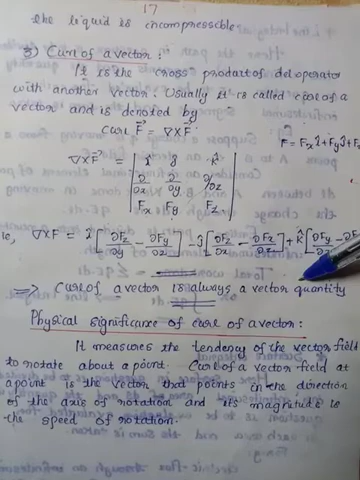 17
the liquid is incompressible.
3) Curl of a vector :
It is the cross product of del operator
with another vector. Usually it is called curl of a
vector and is denoted by
Curl F⃗ = ∇×F⃗
F⃗ = Fx î + Fy ĵ +
∇×F⃗ = | î ĵ k̂ |
| ∂/∂x ∂/∂y ∂/∂z |
| Fx Fy Fz |
∇×F = î [∂Fz/∂y − ∂Fy/∂z] − ĵ [∂Fz/∂x − ∂Fx/∂z] + k̂ [∂Fy/∂x − ∂F
=> Curl of a vector is always a vector quantity
Physical significance of curl of a vector :
It measures the tendency of the vector field
to rotate about a point. Curl of a vector field at
a point is the vector that points in the direction
of the axis of rotation and its magnitude is
the speed of rotation.